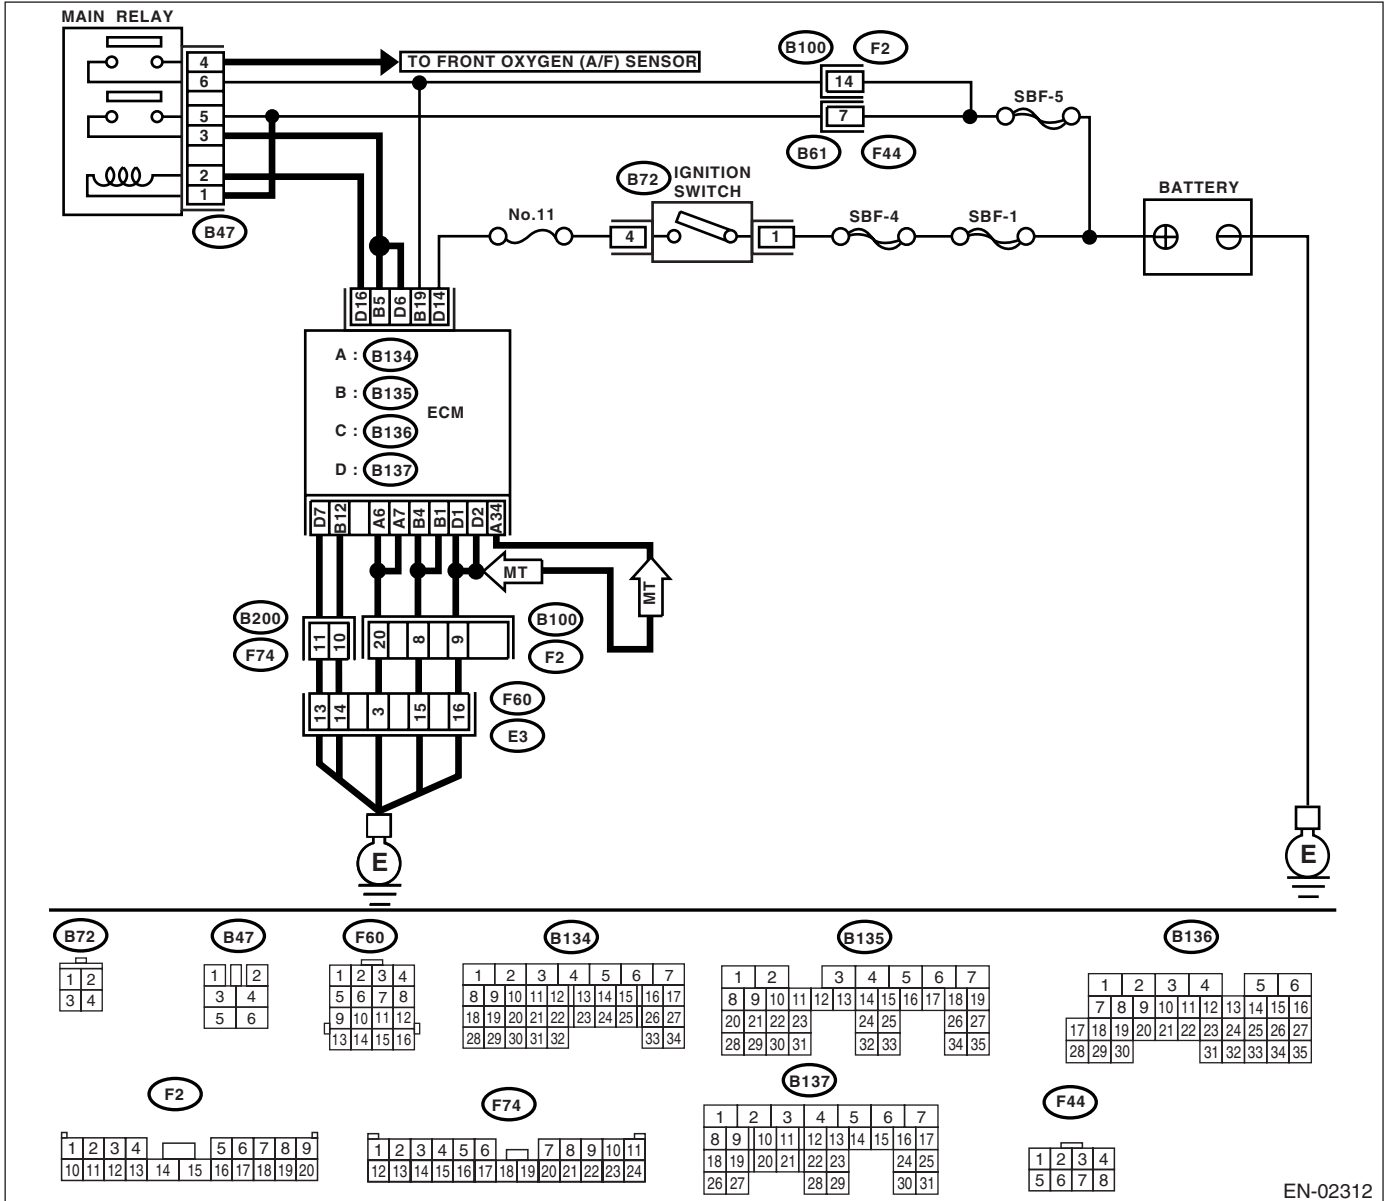 MAIN RELAY
4
6
5
3
2
1
B47
TO FRONT OXYGEN (A/F) SENSOR
B100 F2
14
7
B61 F44
SBF-5
B72 IGNITION
SWITCH
No.11
4
1
SBF-4
SBF-1
BATTERY
D16 B5 D6 B19 D14
A : B134
B : B135
C : B136
D : B137
ECM
D7 B12 A6 A7 B4 B1 D1 D2 A34
MT
MT
B200
F74
11 10 20 8 9
B100
F2
13 14 3 15 16
F60
E3
E
E
B72
1 2
3 4
B47
1 2
3 4
5 6
F60
1 2 3 4
5 6 7 8
9 10 11 12
13 14 15 16
B134
1 2 3 4 5 6 7
8 9 10 11 12 13 14 15 16 17
18 19 20 21 22 23 24 25 26 27
28 29 30 31 32 33 34
B135
1 2 3 4 5 6 7
8 9 10 11 12 13 14 15 16 17 18 19
20 21 22 23 24 25 26 27
28 29 30 31 32 33 34 35
B136
1 2 3 4 5 6
7 8 9 10 11 12 13 14 15 16
17 18 19 20 21 22 23 24 25 26 27
28 29 30 31 32 33 34 35
F2
1 2 3 4 5 6 7 8 9
10 11 12 13 14 15 16 17 18 19 20
F74
1 2 3 4 5 6 7 8 9 10 11
12 13 14 15 16 17 18 19 20 21 22 23 24
B137
1 2 3 4 5 6 7
8 9 10 11 12 13 14 15 16 17
18 19 20 21 22 23 24 25
26 27 28 29 30 31
F44
1 2 3 4
5 6 7 8
EN-02312